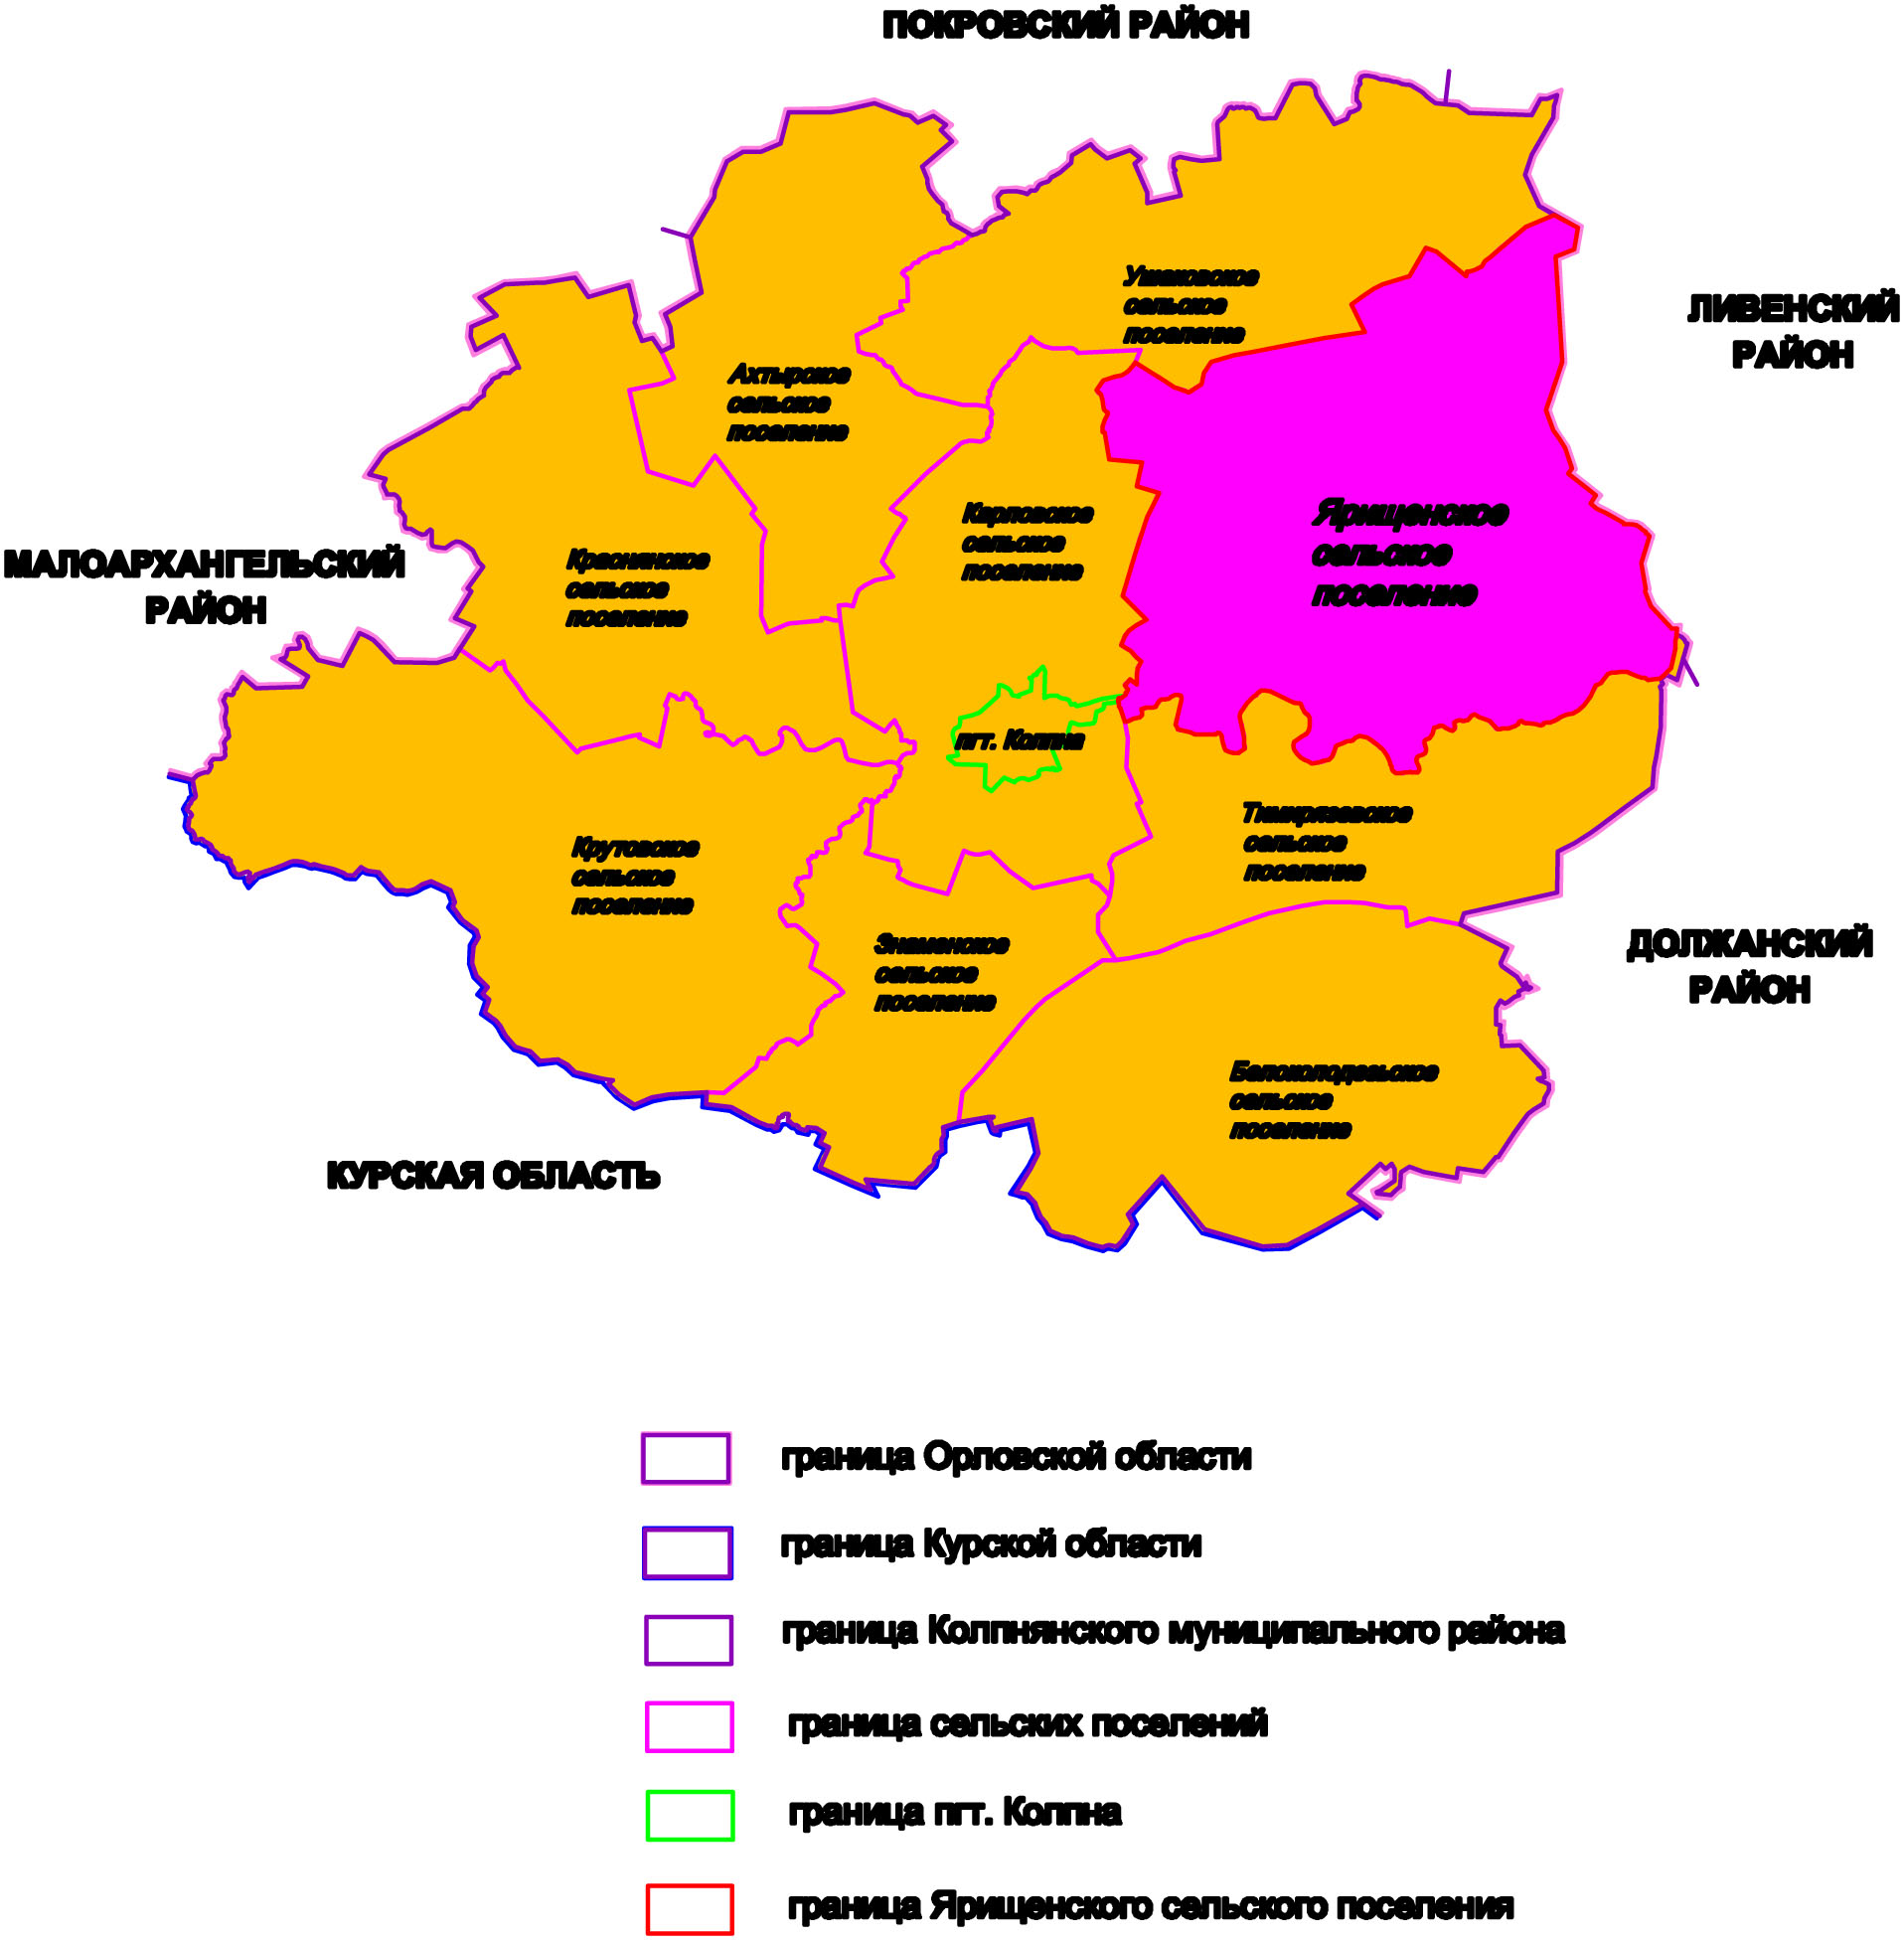 ПОКРОВСКИЙ РАЙОН
Ушаковское
сельское
поселение
ЛИВЕНСКИЙ
РАЙОН
Ахтырское
сельское
поселение
Ярищенское
сельское
поселение
Карловское
сельское
поселение
МАЛОАРХАНГЕЛЬСКИЙ
РАЙОН
Краснянское
сельское
поселение
пгт. Колпна
Тимирязевское
сельское
поселение
Крутовское
сельское
поселение
Знаменское
сельское
поселение
ДОЛЖАНСКИЙ
РАЙОН
Белоколодезьское
сельское
поселение
КУРСКАЯ ОБЛАСТЬ
граница Орловской области
граница Курской области
граница Колпнянского муниципального района
граница сельских поселений
граница пгт. Колпна
граница Ярищенского сельского поселения